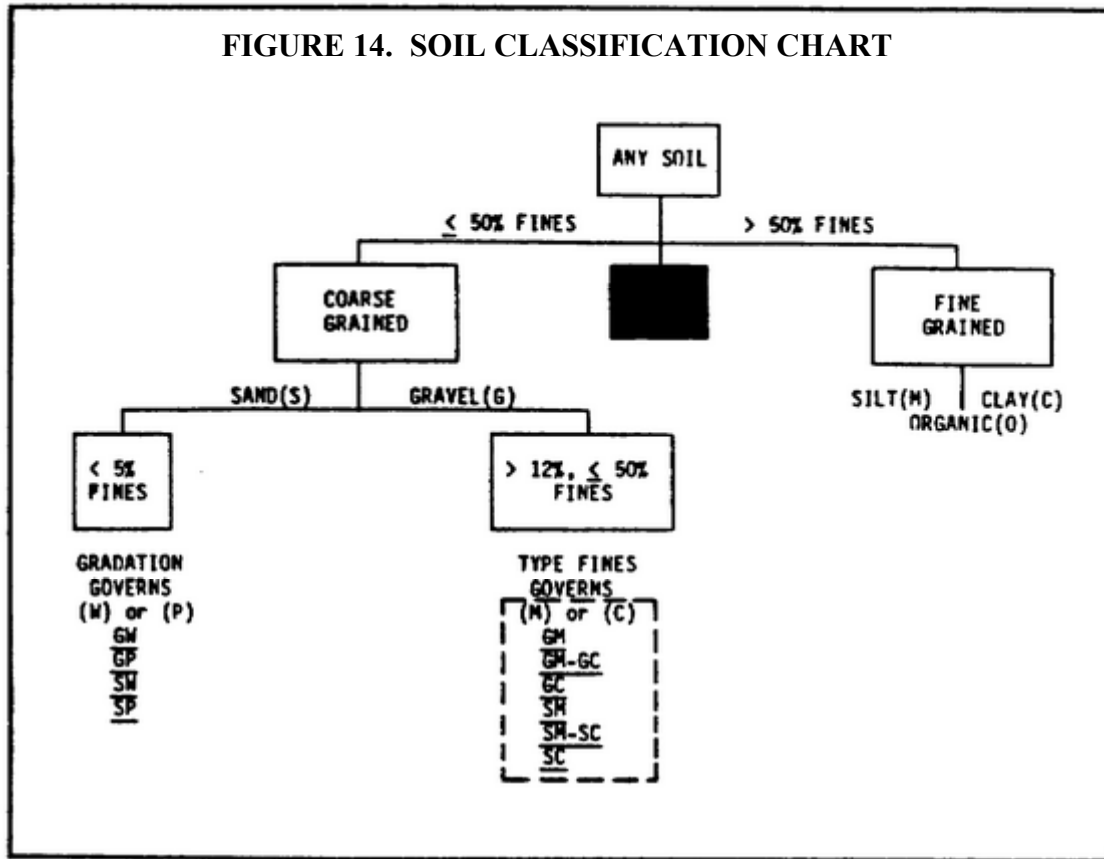 FIGURE 14. SOIL CLASSIFICATION CHART
ANY SOIL
≤ 50% FINES
> 50% FINES
COARSE
GRAINED
FINE
GRAINED
SAND(S)
GRAVEL(G)
SILT(M)
CLAY(C)
ORGANIC(O)
< 5%
FINES
> 12%, ≤ 50%
FINES
GRADATION
GOVERNS
(W) or (P)
GW
GP
SW
SP
TYPE FINES
GOVERNS
(M) or (C)
GM
GM-GC
GC
SM
SM-SC
SC